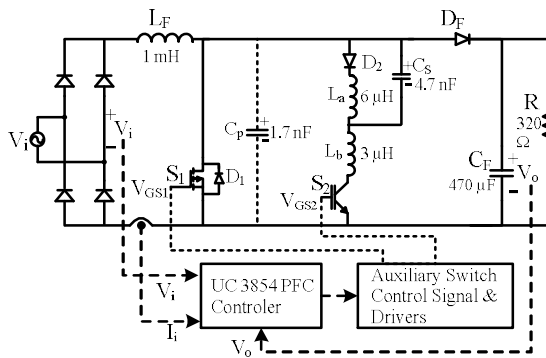 L_F
1 mH
D_F
D_2
C_S
4.7 nF
L_a
6 µH
R
320
Ω
V_i
V_i
C_p
1.7 nF
L_b
3 µH
S_1
D_1
V_GS1
S_2
V_GS2
C_F
470 µF
V_o
UC 3854 PFC
Controler
Auxiliary Switch
Control Signal &
Drivers
V_i
I_i
V_o